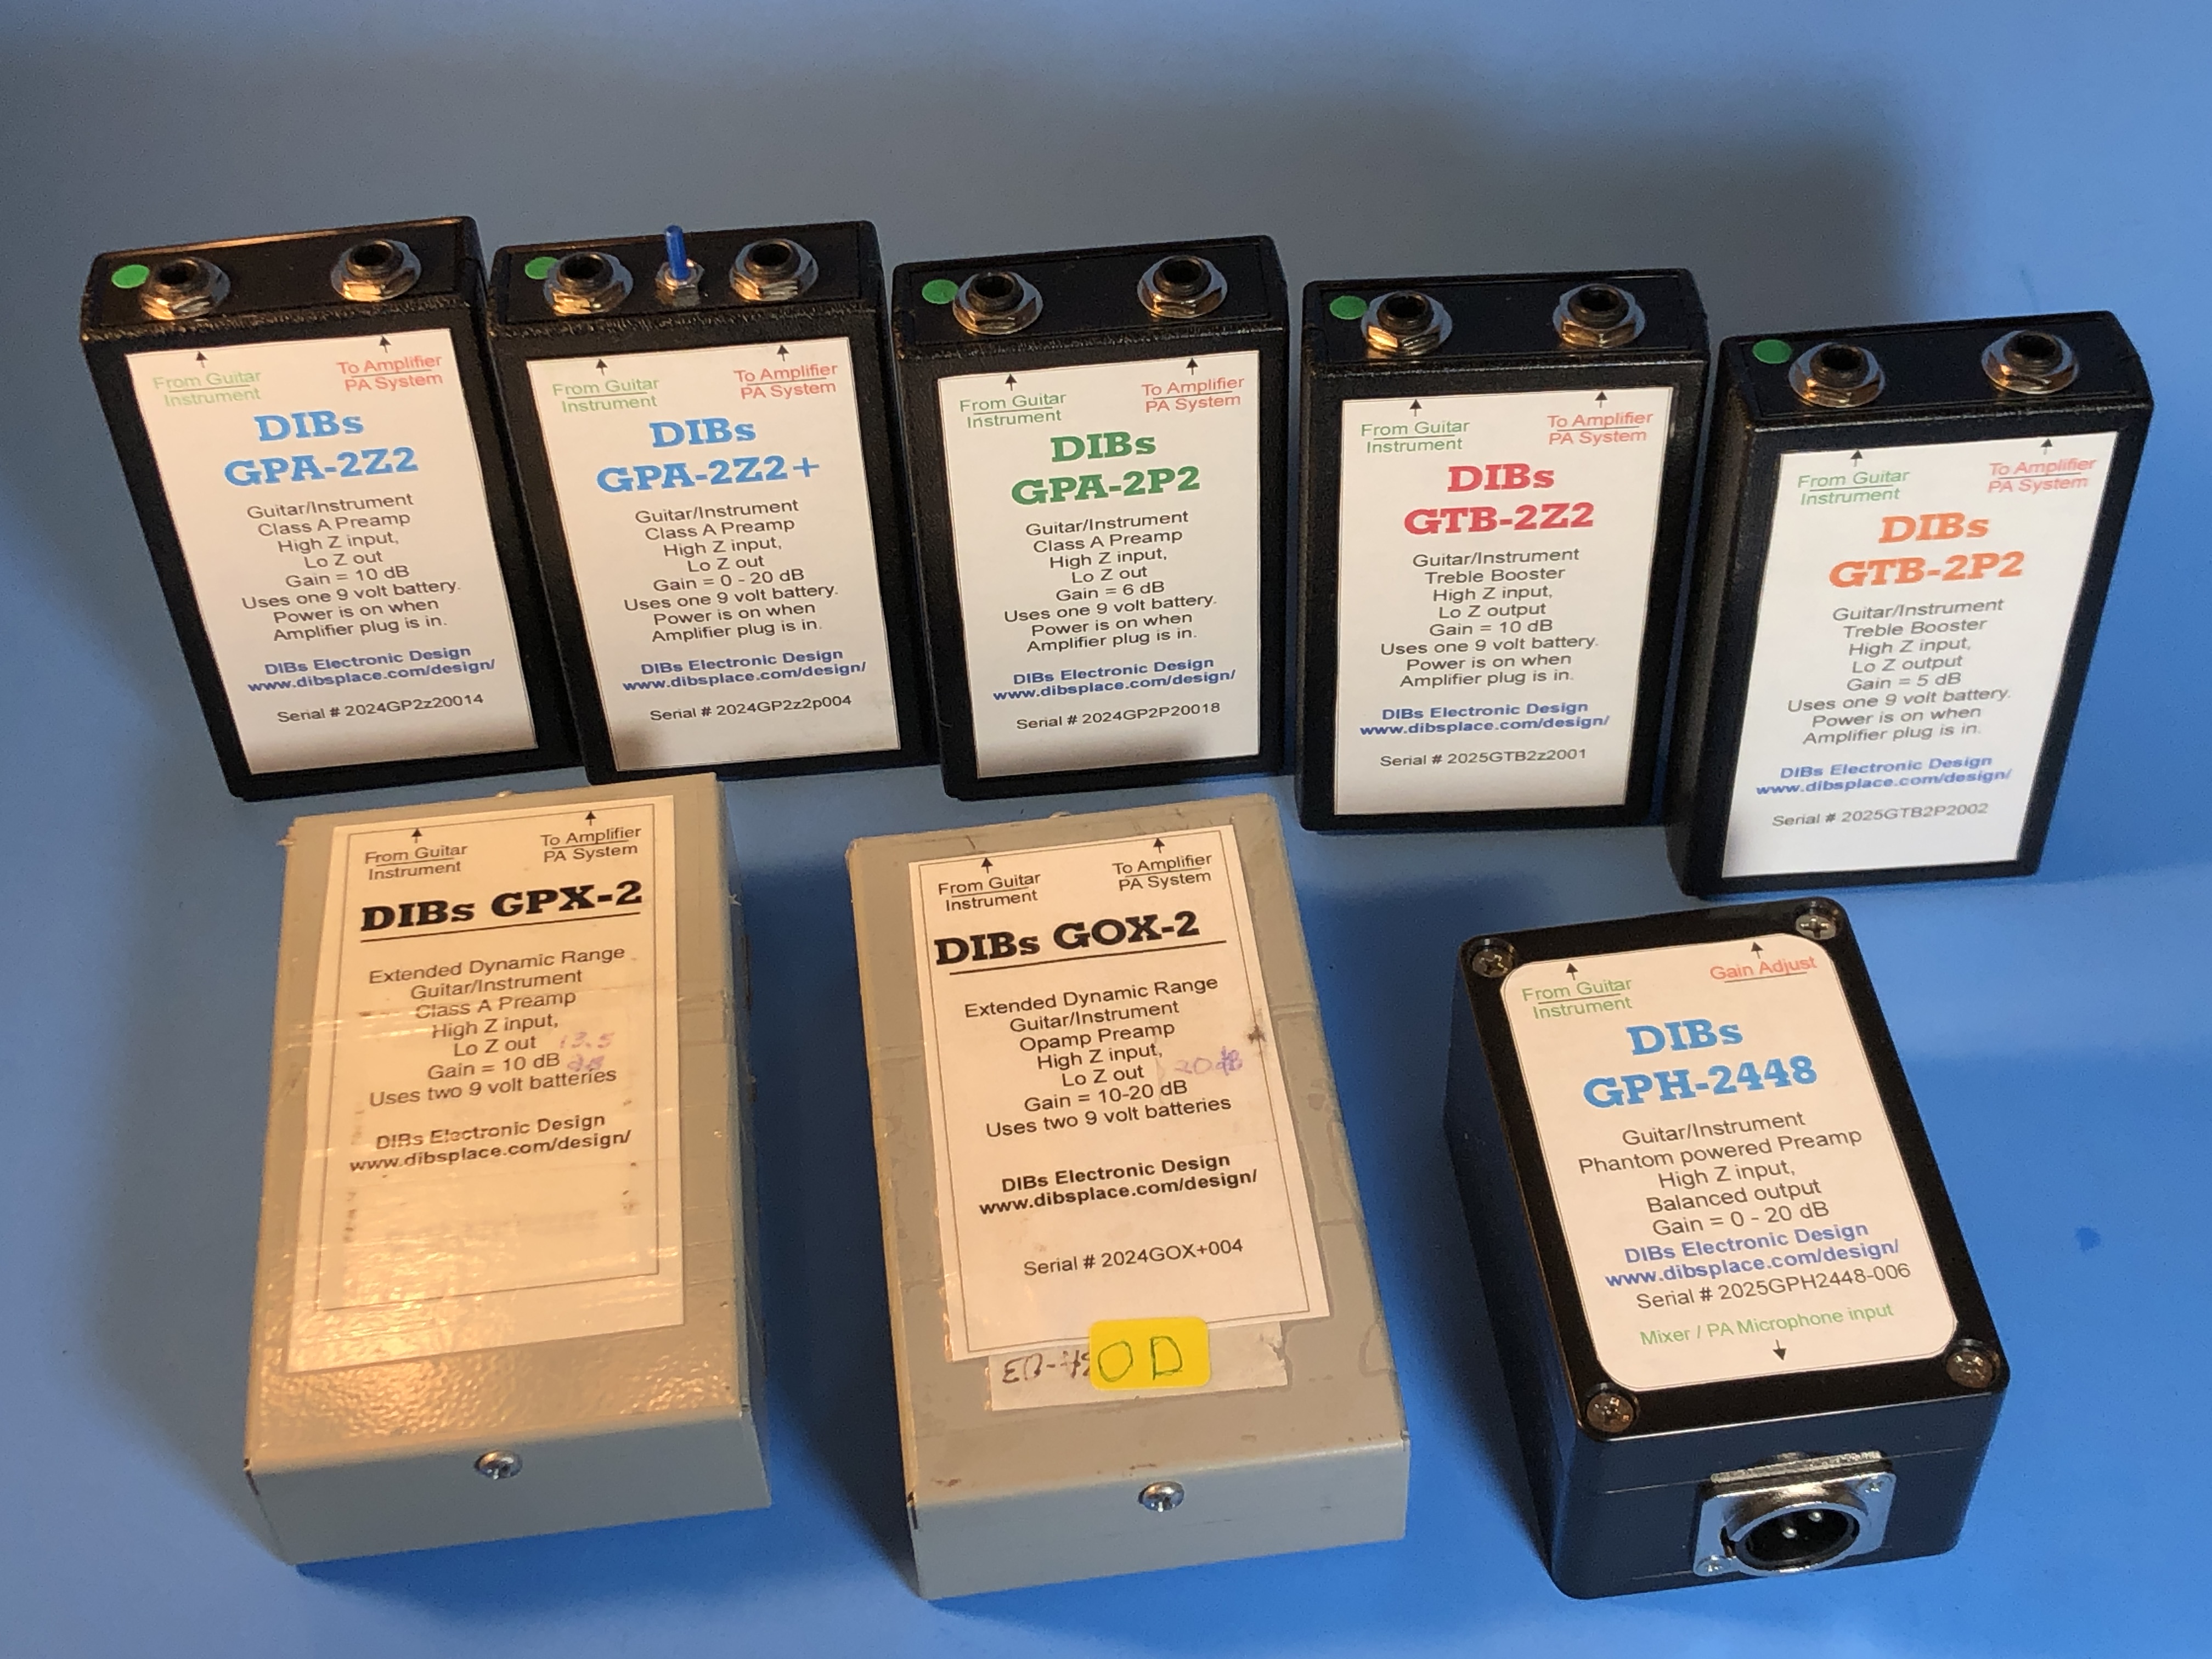 From Guitar
Instrument
To Amplifier
PA System
DIBs
GPA-2Z2
Guitar/Instrument
Class A Preamp
High Z input,
Lo Z out
Gain = 10 dB
Uses one 9 volt battery.
Power is on when
Amplifier plug is in.
DIBs Electronic Design
www.dibsplace.com/design/
Serial # 2024GP2z20014
From Guitar
Instrument
To Amplifier
PA System
DIBs
GPA-2Z2+
Guitar/Instrument
Class A Preamp
High Z input,
Lo Z out
Gain = 0 - 20 dB
Uses one 9 volt battery.
Power is on when
Amplifier plug is in.
DIBs Electronic Design
www.dibsplace.com/design/
Serial # 2024GP2z2p004
From Guitar
Instrument
To Amplifier
PA System
DIBs
GPA-2P2
Guitar/Instrument
Class A Preamp
High Z input,
Lo Z out
Gain = 6 dB
Uses one 9 volt battery.
Power is on when
Amplifier plug is in.
DIBs Electronic Design
www.dibsplace.com/design/
Serial # 2024GP2P20018
From Guitar
Instrument
To Amplifier
PA System
DIBs
GTB-2Z2
Guitar/Instrument
Treble Booster
High Z input,
Lo Z output
Gain = 10 dB
Uses one 9 volt battery.
Power is on when
Amplifier plug is in.
DIBs Electronic Design
www.dibsplace.com/design/
Serial # 2025GTB2z2001
From Guitar
Instrument
To Amplifier
PA System
DIBs
GTB-2P2
Guitar/Instrument
Treble Booster
High Z input,
Lo Z output
Gain = 5 dB
Uses one 9 volt battery.
Power is on when
Amplifier plug is in.
DIBs Electronic Design
www.dibsplace.com/design/
Serial # 2025GTB2P2002
From Guitar
Instrument
To Amplifier
PA System
DIBs GPX-2
Extended Dynamic Range
Guitar/Instrument
Class A Preamp
High Z input,
Lo Z out 13.5
Gain = 10 dB dB
Uses two 9 volt batteries
DIBs Electronic Design
www.dibsplace.com/design/
From Guitar
Instrument
To Amplifier
PA System
DIBs GOX-2
Extended Dynamic Range
Guitar/Instrument
Opamp Preamp
High Z input,
Lo Z out 20dB
Gain = 10-20 dB
Uses two 9 volt batteries
DIBs Electronic Design
www.dibsplace.com/design/
Serial # 2024GOX+004
OD
From Guitar
Instrument
Gain Adjust
DIBs
GPH-2448
Guitar/Instrument
Phantom powered Preamp
High Z input,
Balanced output
Gain = 0 - 20 dB
DIBs Electronic Design
www.dibsplace.com/design/
Serial # 2025GPH2448-006
Mixer / PA Microphone input